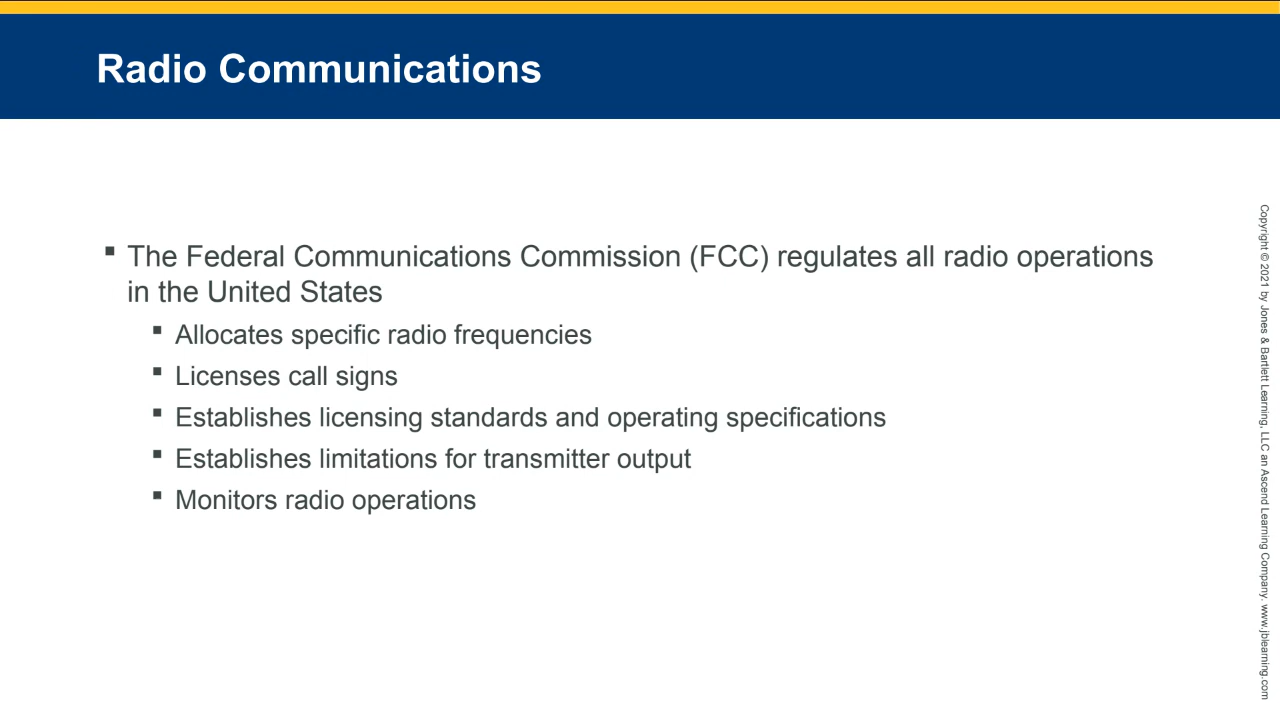 Radio Communications
▪ The Federal Communications Commission (FCC) regulates all radio operations
in the United States
▪ Allocates specific radio frequencies
▪ Licenses call signs
▪ Establishes licensing standards and operating specifications
▪ Establishes limitations for transmitter output
▪ Monitors radio operations
Copyright © 2021 by Jones & Bartlett Learning, LLC an Ascend Learning Company. www.jblearning.com